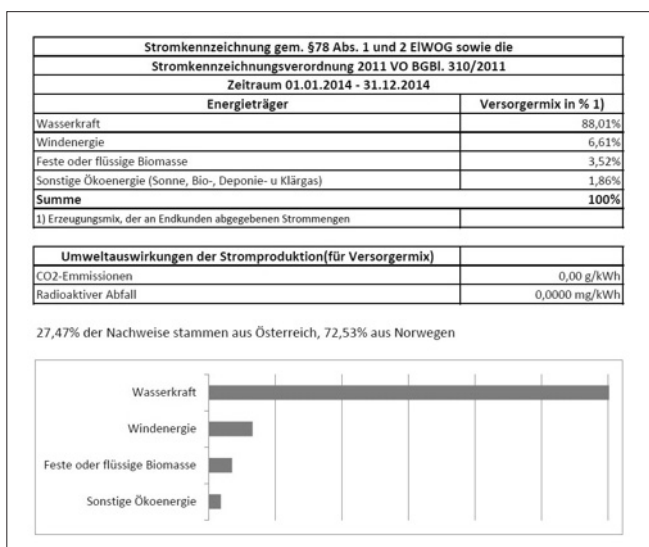 Stromkennzeichnung gem. §78 Abs. 1 und 2 ElWOG sowie die
Stromkennzeichnungsverordnung 2011 VO BGBl. 310/2011
Zeitraum 01.01.2014 - 31.12.2014
Energieträger Versorgermix in % 1)
Wasserkraft 88,01%
Windenergie 6,61%
Feste oder flüssige Biomasse 3,52%
Sonstige Ökoenergie (Sonne, Bio-, Deponie- u Klärgas) 1,86%
Summe 100%
1) Erzeugungsmix, der an Endkunden abgegebenen Strommengen
Umweltauswirkungen der Stromproduktion(für Versorgermix)
CO2-Emmissionen 0,00 g/kWh
Radioaktiver Abfall 0,0000 mg/kWh
27,47% der Nachweise stammen aus Österreich, 72,53% aus Norwegen
Wasserkraft
Windenergie
Feste oder flüssige Biomasse
Sonstige Ökoenergie